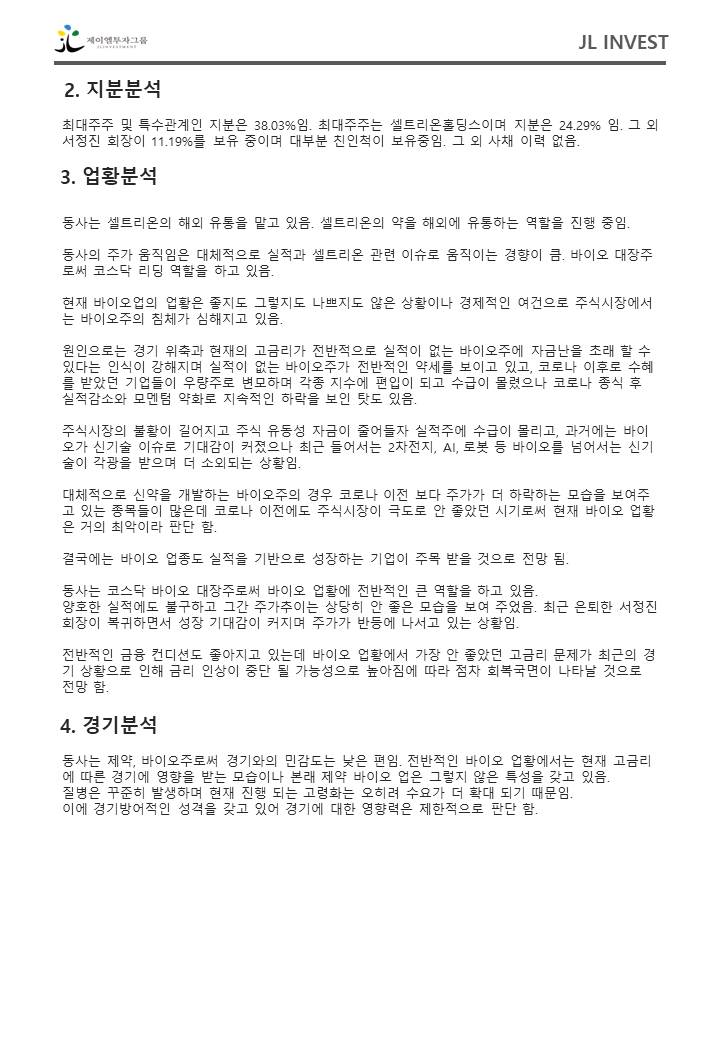 제이엘투자그룹
JLINVESTMENT
JL INVEST
2. 지분분석
최대주주 및 특수관계인 지분은 38.03%임. 최대주주는 셀트리온홀딩스이며 지분은 24.29% 임. 그 외
서정진 회장이 11.19%를 보유 중이며 대부분 친인척이 보유중임. 그 외 사채 이력 없음.
3. 업황분석
동사는 셀트리온의 해외 유통을 맡고 있음. 셀트리온의 약을 해외에 유통하는 역할을 진행 중임.
동사의 주가 움직임은 대체적으로 실적과 셀트리온 관련 이슈로 움직이는 경향이 큼. 바이오 대장주
로써 코스닥 리딩 역할을 하고 있음.
현재 바이오업의 업황은 좋지도 그렇지도 나쁘지도 않은 상황이나 경제적인 여건으로 주식시장에서
는 바이오주의 침체가 심해지고 있음.
원인으로는 경기 위축과 현재의 고금리가 전반적으로 실적이 없는 바이오주에 자금난을 초래 할 수
있다는 인식이 강해지며 실적이 없는 바이오주가 전반적인 약세를 보이고 있고, 코로나 이후로 수혜
를 받았던 기업들이 우량주로 변모하며 각종 지수에 편입이 되고 수급이 몰렸으나 코로나 종식 후
실적감소와 모멘텀 약화로 지속적인 하락을 보인 탓도 있음.
주식시장의 불황이 길어지고 주식 유동성 자금이 줄어들자 실적주에 수급이 몰리고, 과거에는 바이
오가 신기술 이슈로 기대감이 커졌으나 최근 들어서는 2차전지, AI, 로봇 등 바이오를 넘어서는 신기
술이 각광을 받으며 더 소외되는 상황임.
대체적으로 신약을 개발하는 바이오주의 경우 코로나 이전 보다 주가가 더 하락하는 모습을 보여주
고 있는 종목들이 많은데 코로나 이전에도 주식시장이 극도로 안 좋았던 시기로써 현재 바이오 업황
은 거의 최악이라 판단 함.
결국에는 바이오 업종도 실적을 기반으로 성장하는 기업이 주목 받을 것으로 전망 됨.
동사는 코스닥 바이오 대장주로써 바이오 업황에 전반적인 큰 역할을 하고 있음.
양호한 실적에도 불구하고 그간 주가추이는 상당히 안 좋은 모습을 보여 주었음. 최근 은퇴한 서정진
회장이 복귀하면서 성장 기대감이 커지며 주가가 반등에 나서고 있는 상황임.
전반적인 금융 컨디션도 좋아지고 있는데 바이오 업황에서 가장 안 좋았던 고금리 문제가 최근의 경
기 상황으로 인해 금리 인상이 중단 될 가능성으로 높아짐에 따라 점차 회복국면이 나타날 것으로
전망 함.
4. 경기분석
동사는 제약, 바이오주로써 경기와의 민감도는 낮은 편임. 전반적인 바이오 업황에서는 현재 고금리
에 따른 경기에 영향을 받는 모습이나 본래 제약 바이오 업은 그렇지 않은 특성을 갖고 있음.
질병은 꾸준히 발생하며 현재 진행 되는 고령화는 오히려 수요가 더 확대 되기 때문임.
이에 경기방어적인 성격을 갖고 있어 경기에 대한 영향력은 제한적으로 판단 함.